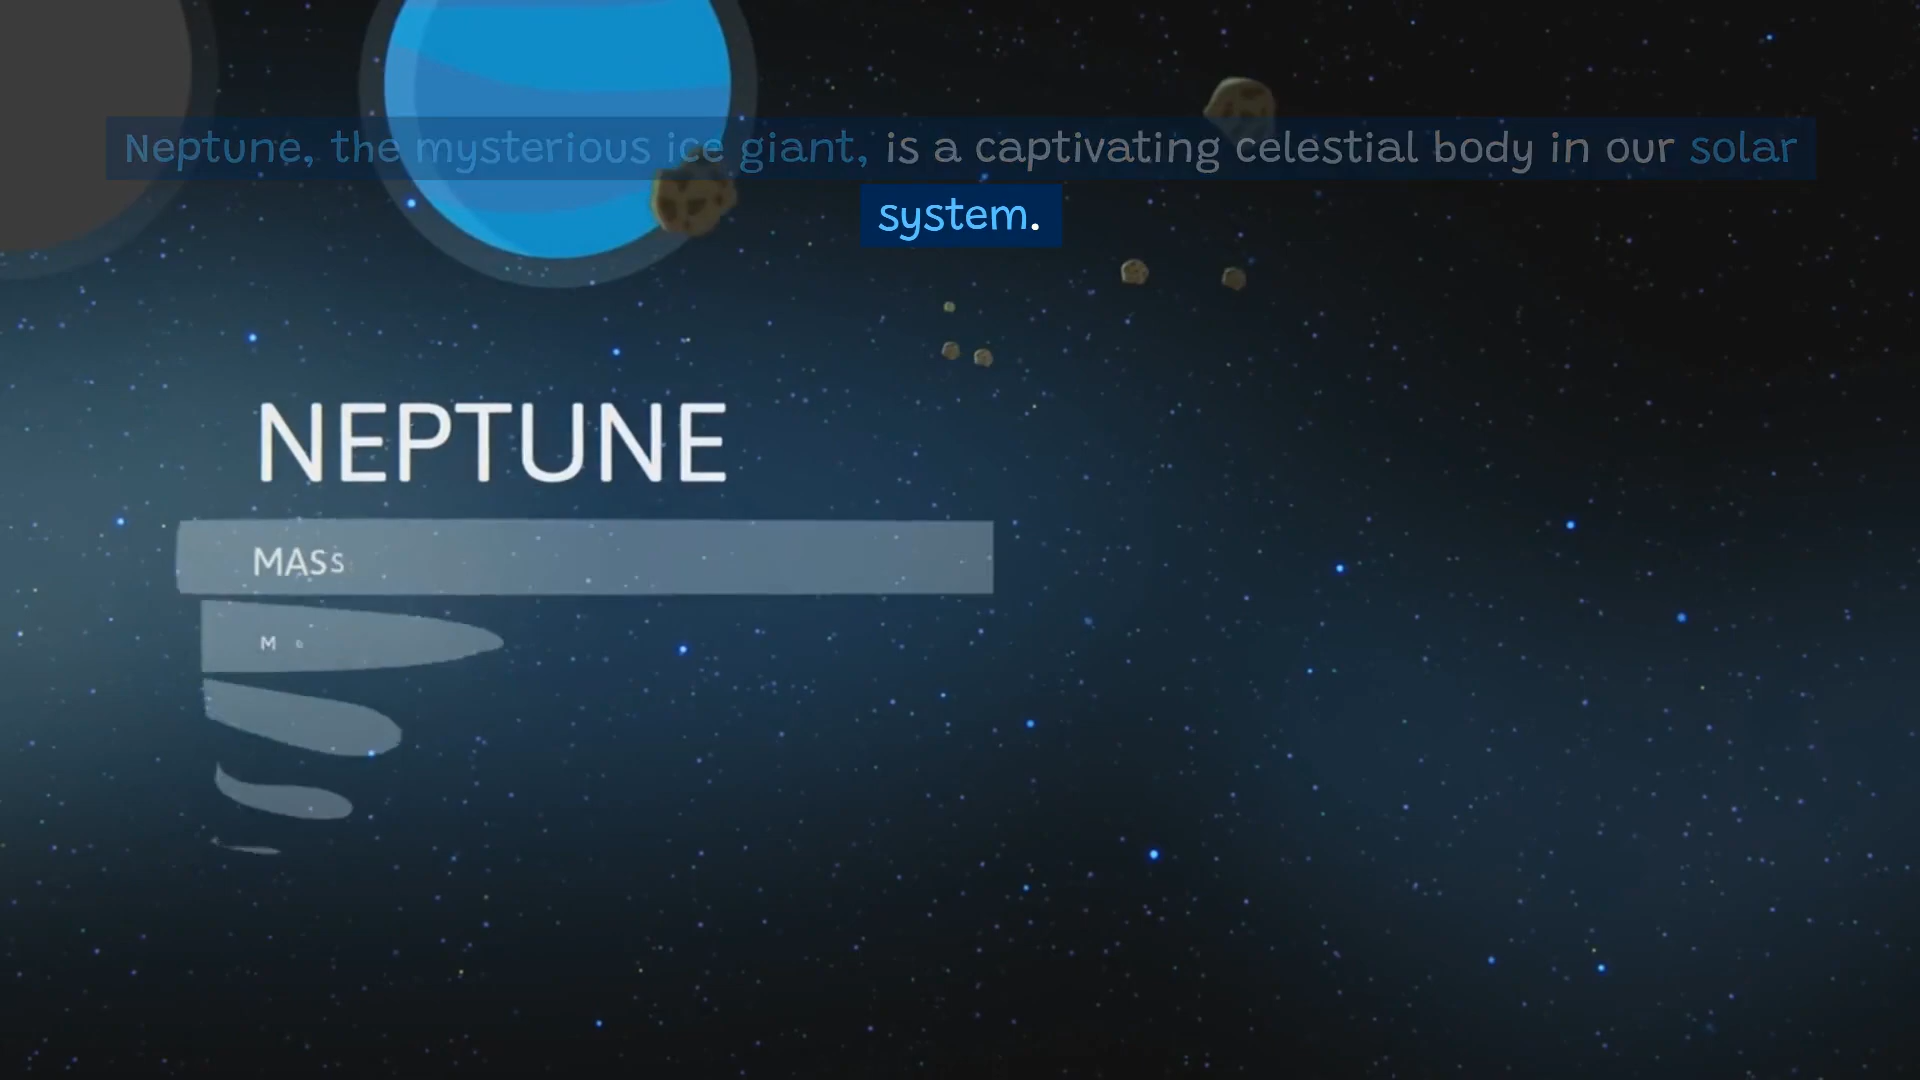 Neptune, the mysterious ice giant, is a captivating celestial body in our solar
system.
NEPTUNE
MASS
M